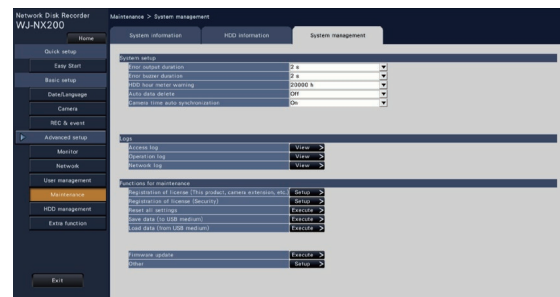 Network Disk Recorder
WJ-NX200
Home
Quick setup
Easy Start
Basic setup
Date/Language
Camera
REC & event
Advanced setup
Monitor
Network
User management
Maintenance
HDD management
Extra function
Exit
Maintenance > System management
System information
HDD information
System management
System setup
Error output duration 2 s
Error buzzer duration 2 s
HDD hour meter warning 20000 h
Auto data delete Off
Camera time auto synchronization On
Logs
Access log View >
Operation log View >
Network log View >
Functions for maintenance
Registration of license (This product, camera extension, etc.) Setup >
Registration of license (Security) Setup >
Reset all settings Execute >
Save data (to USB medium) Execute >
Load data (from USB medium) Execute >
Firmware update Execute >
Other Setup >